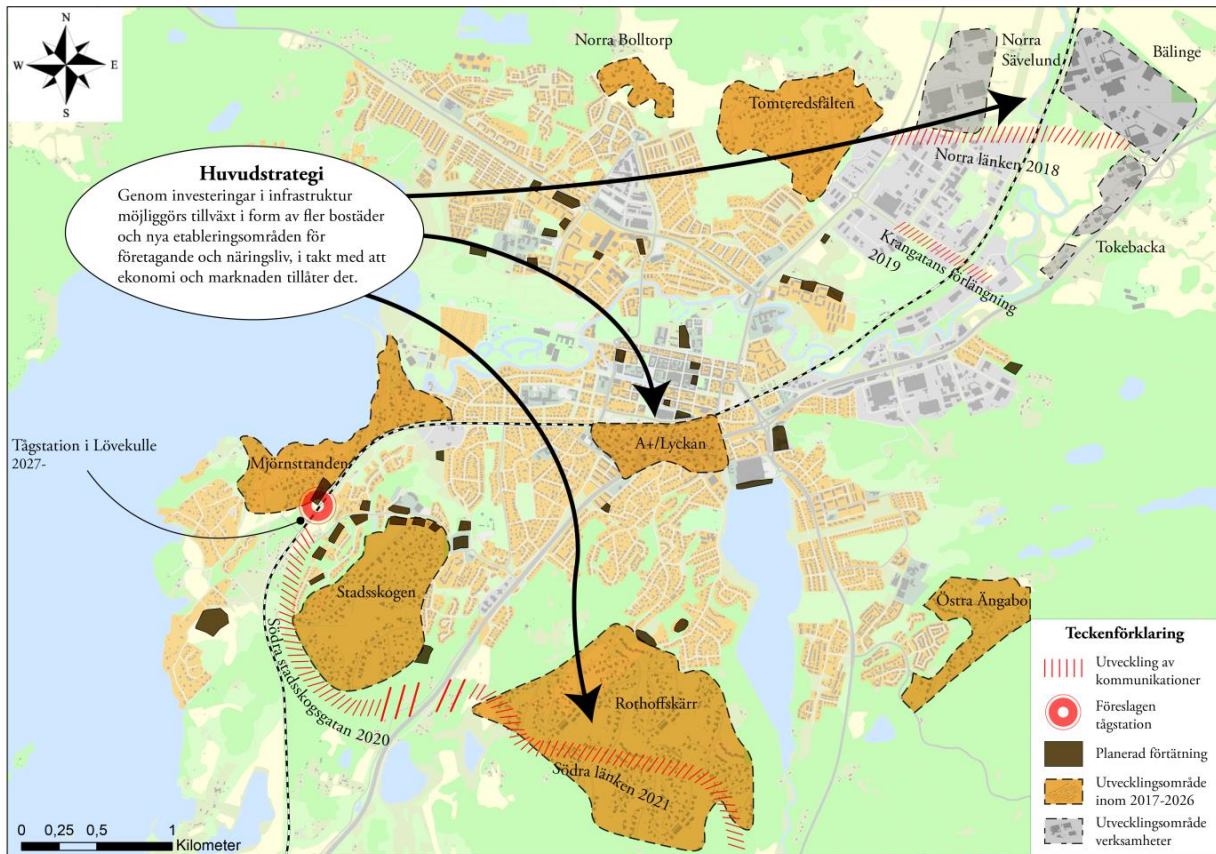 N
W E
S
Norra Bolltorp
Norra
Sävelund
Bälinge
Tomteredsfälten
Huvudstrategi
Genom investeringar i infrastruktur
möjliggörs tillväxt i form av fler bostäder
och nya etableringsområden för
företagande och näringsliv, i takt med att
ekonomi och marknaden tillåter det.
Norra länken 2018
Tokebacka
Krangatans förlängning
2019
A+/Lyckan
Tågstation i Lövekulle
2027-
Mjörnstranden
Stadsskogen
Södra stadsskogsgatan 2020
Rothoffskärr
Södra länken 2021
Östra Ängabo
Teckenförklaring
Utveckling av
kommunikationer
Föreslagen
tågstation
Planerad förtätning
Utvecklingsområde
inom 2017-2026
Utvecklingsområde
verksamheter
0 0,25 0,5 1
Kilometer